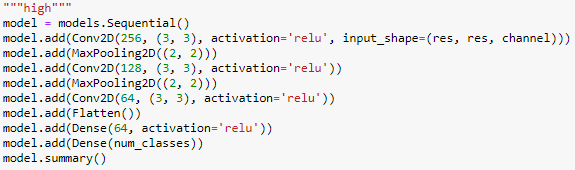 """high"""
model = models.Sequential()
model.add(Conv2D(256, (3, 3), activation='relu', input_shape=(res, res, channel)))
model.add(MaxPooling2D((2, 2)))
model.add(Conv2D(128, (3, 3), activation='relu'))
model.add(MaxPooling2D((2, 2)))
model.add(Conv2D(64, (3, 3), activation='relu'))
model.add(Flatten())
model.add(Dense(64, activation='relu'))
model.add(Dense(num_classes))
model.summary()